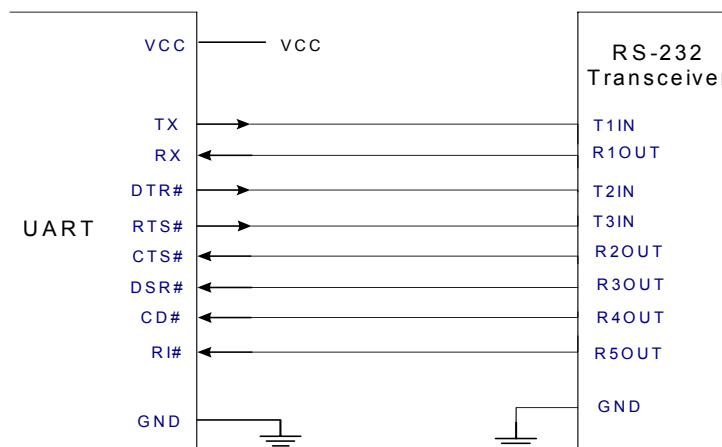 VCC
VCC
RS-232
Transceiver
TX
RX
DTR#
RTS#
CTS#
DSR#
CD#
RI#
GND
UART
T1IN
R1OUT
T2IN
T3IN
R2OUT
R3OUT
R4OUT
R5OUT
GND